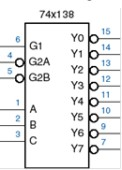 74x138
6 G1 Y0 15
4 G2A Y1 14
5 G2B Y2 13
Y3 12
1 A Y4 11
2 B Y5 10
3 C Y6 9
Y7 7